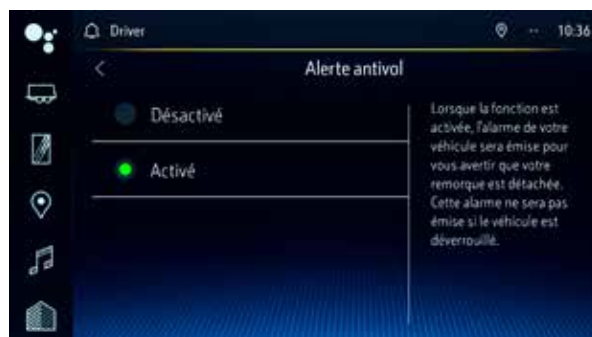 Driver
10:36
Alerte antivol
Désactivé
Activé
Lorsque la fonction est
activée, l'alarme de votre
véhicule sera émise pour
vous avertir que votre
remorque est détachée.
Cette alarme ne sera pas
émise si le véhicule est
déverrouillé.